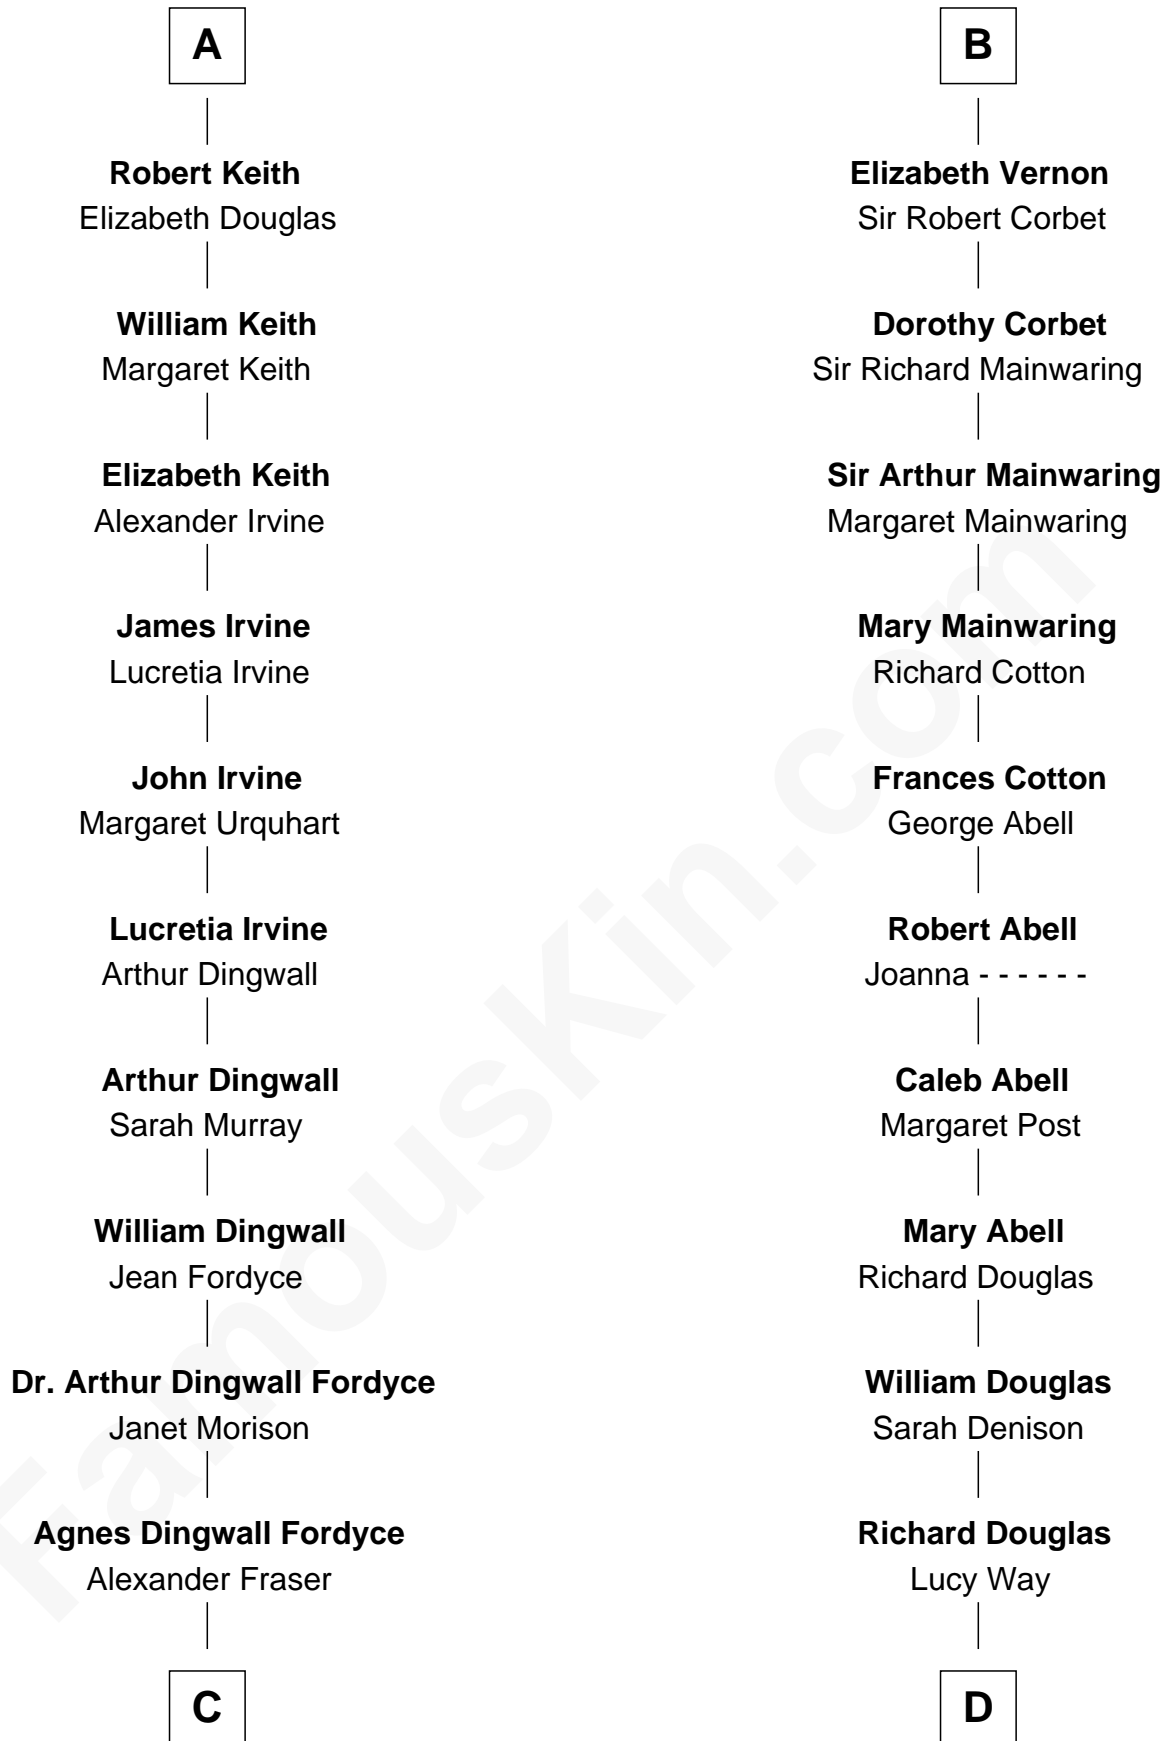 A
Robert Keith
Elizabeth Douglas
William Keith
Margaret Keith
Elizabeth Keith
Alexander Irvine
James Irvine
Lucretia Irvine
John Irvine
Margaret Urquhart
Lucretia Irvine
Arthur Dingwall
Arthur Dingwall
Sarah Murray
William Dingwall
Jean Fordyce
Dr. Arthur Dingwall Fordyce
Janet Morison
Agnes Dingwall Fordyce
Alexander Fraser
C
B
Elizabeth Vernon
Sir Robert Corbet
Dorothy Corbet
Sir Richard Mainwaring
Sir Arthur Mainwaring
Margaret Mainwaring
Mary Mainwaring
Richard Cotton
Frances Cotton
George Abell
Robert Abell
Joanna - - - - - -
Caleb Abell
Margaret Post
Mary Abell
Richard Douglas
William Douglas
Sarah Denison
Richard Douglas
Lucy Way
D
FamousKin.com